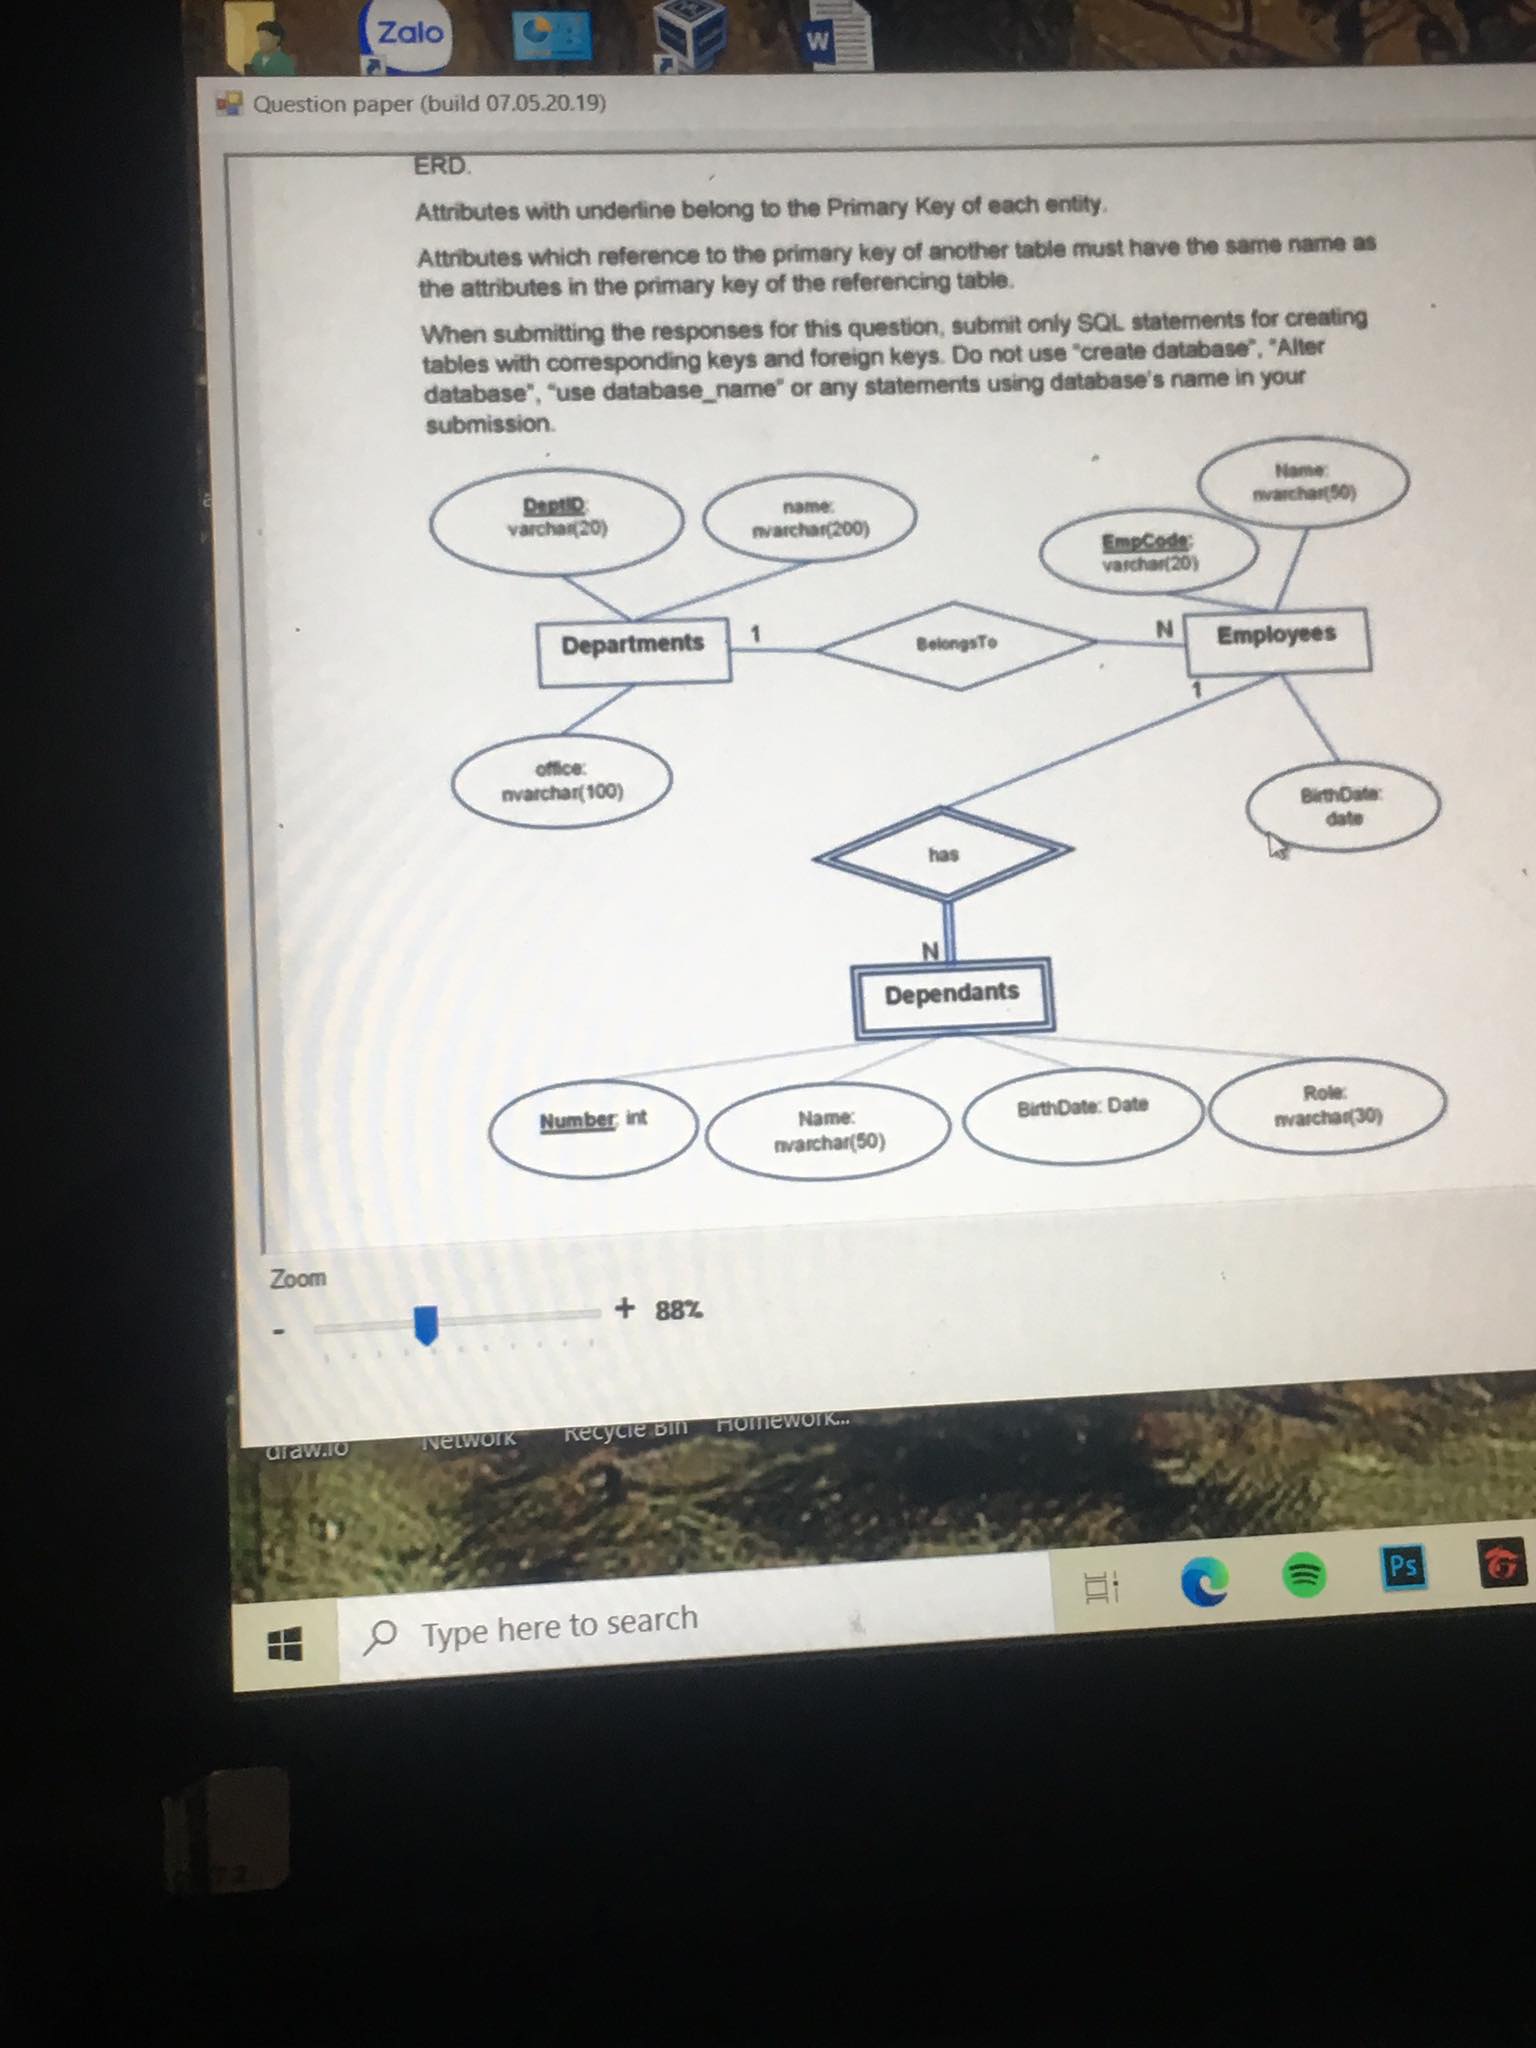 Zalo
W
Question paper (build 07.05.20.19)
ERD.
Attributes with underline belong to the Primary Key of each entity.
Attributes which reference to the primary key of another table must have the same name as
the attributes in the primary key of the referencing table.
When submitting the responses for this question, submit only SQL statements for creating
tables with corresponding keys and foreign keys. Do not use "create database", "Alter
database", "use database_name" or any statements using database's name in your
submission.
DeptID:
varchar(20)
name:
nvarchar(200)
EmpCode:
varchar(20)
Name:
nvarchar(50)
Departments
1
BelongsTo
N
Employees
1
office:
nvarchar(100)
BirthDate:
date
has
N
Dependants
Number: int
Name:
nvarchar(50)
BirthDate: Date
Role:
nvarchar(30)
Zoom
- + 88%
draw.io
Network
Recycle Bin
Homework...
Type here to search
Ps